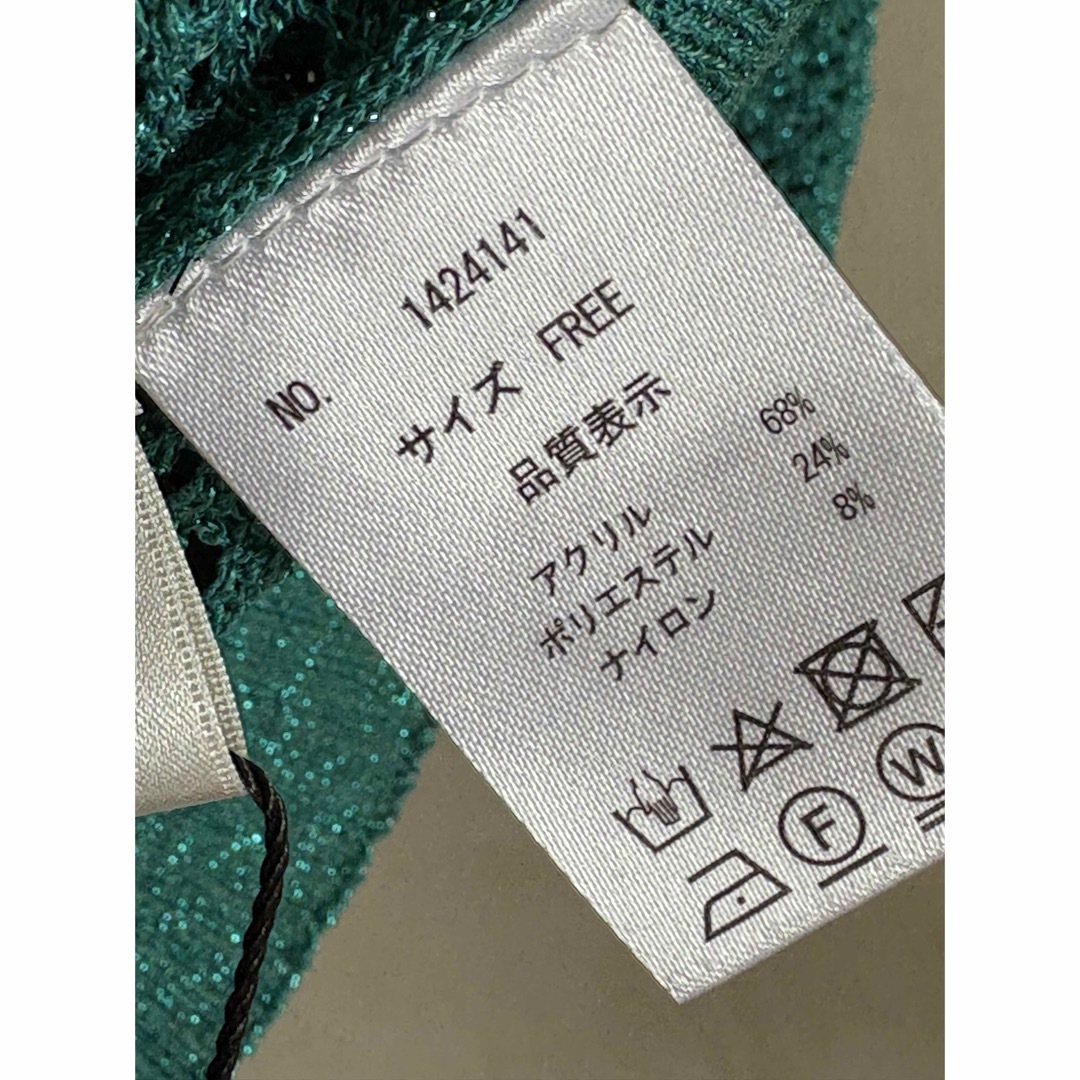 NO. 1424141
サイズ FREE
品質表示
アクリル 68%
ポリエステル 24%
ナイロン 8%
F
W